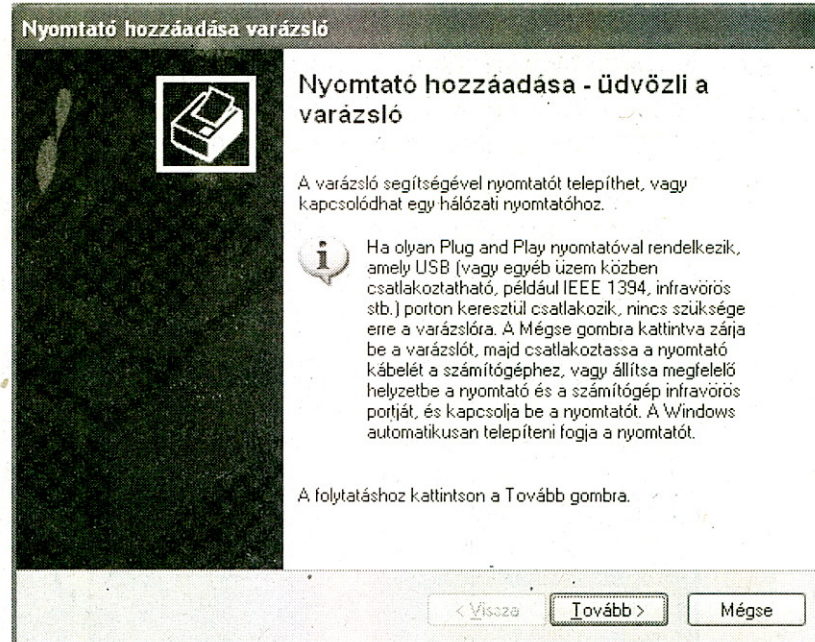 Nyomtató hozzáadása varázsló
Nyomtató hozzáadása - üdvözli a
varázsló
A varázsló segítségével nyomtatót telepíthet, vagy
kapcsolódhat egy hálózati nyomtatóhoz.
Ha olyan Plug and Play nyomtatóval rendelkezik,
amely USB (vagy egyéb üzem közben
csatlakoztatható, például IEEE 1394, infravörös
stb.) porton keresztül csatlakozik, nincs szüksége
erre a varázslóra. A Mégse gombra kattintva zárja
be a varázslót, majd csatlakoztassa a nyomtató
kábelét a számítógéphez, vagy állítsa megfelelő
helyzetbe a nyomtató és a számítógép infravörös
portját, és kapcsolja be a nyomtatót. A Windows
automatikusan telepíteni fogja a nyomtatót.
A folytatáshoz kattintson a Tovább gombra.
< Vissza Tovább > Mégse